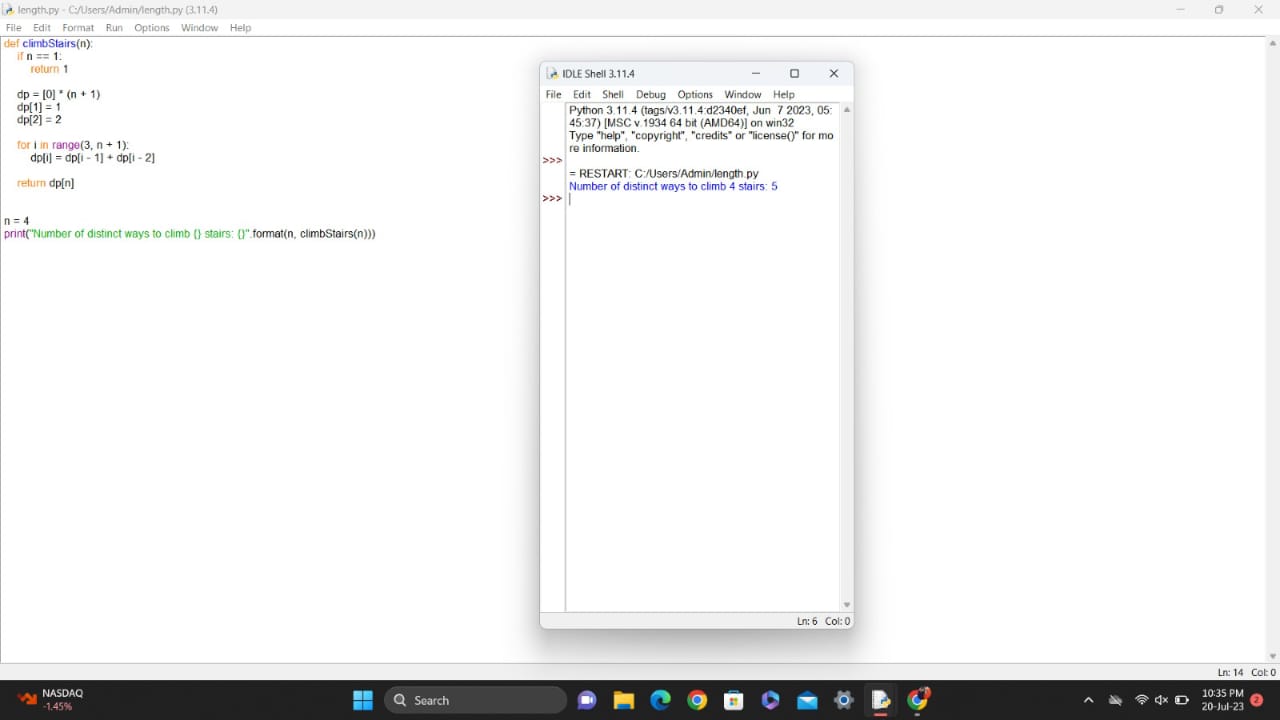 length.py - C:/Users/Admin/length.py (3.11.4)
File Edit Format Run Options Window Help
def climbStairs(n):
    if n == 1:
        return 1

    dp = [0] * (n + 1)
    dp[1] = 1
    dp[2] = 2

    for i in range(3, n + 1):
        dp[i] = dp[i - 1] + dp[i - 2]

    return dp[n]

n = 4
print("Number of distinct ways to climb {} stairs: {}".format(n, climbStairs(n)))
IDLE Shell 3.11.4
File Edit Shell Debug Options Window Help
Python 3.11.4 (tags/v3.11.4:d2340ef, Jun 7 2023, 05:
45:37) [MSC v.1934 64 bit (AMD64)] on win32
Type "help", "copyright", "credits" or "license()" for mo
re information.
>>>
= RESTART: C:/Users/Admin/length.py
Number of distinct ways to climb 4 stairs: 5
>>>
Ln: 6 Col: 0
Ln: 14 Col: 0
NASDAQ
-1.45%
Search
10:35 PM
20-Jul-23
2